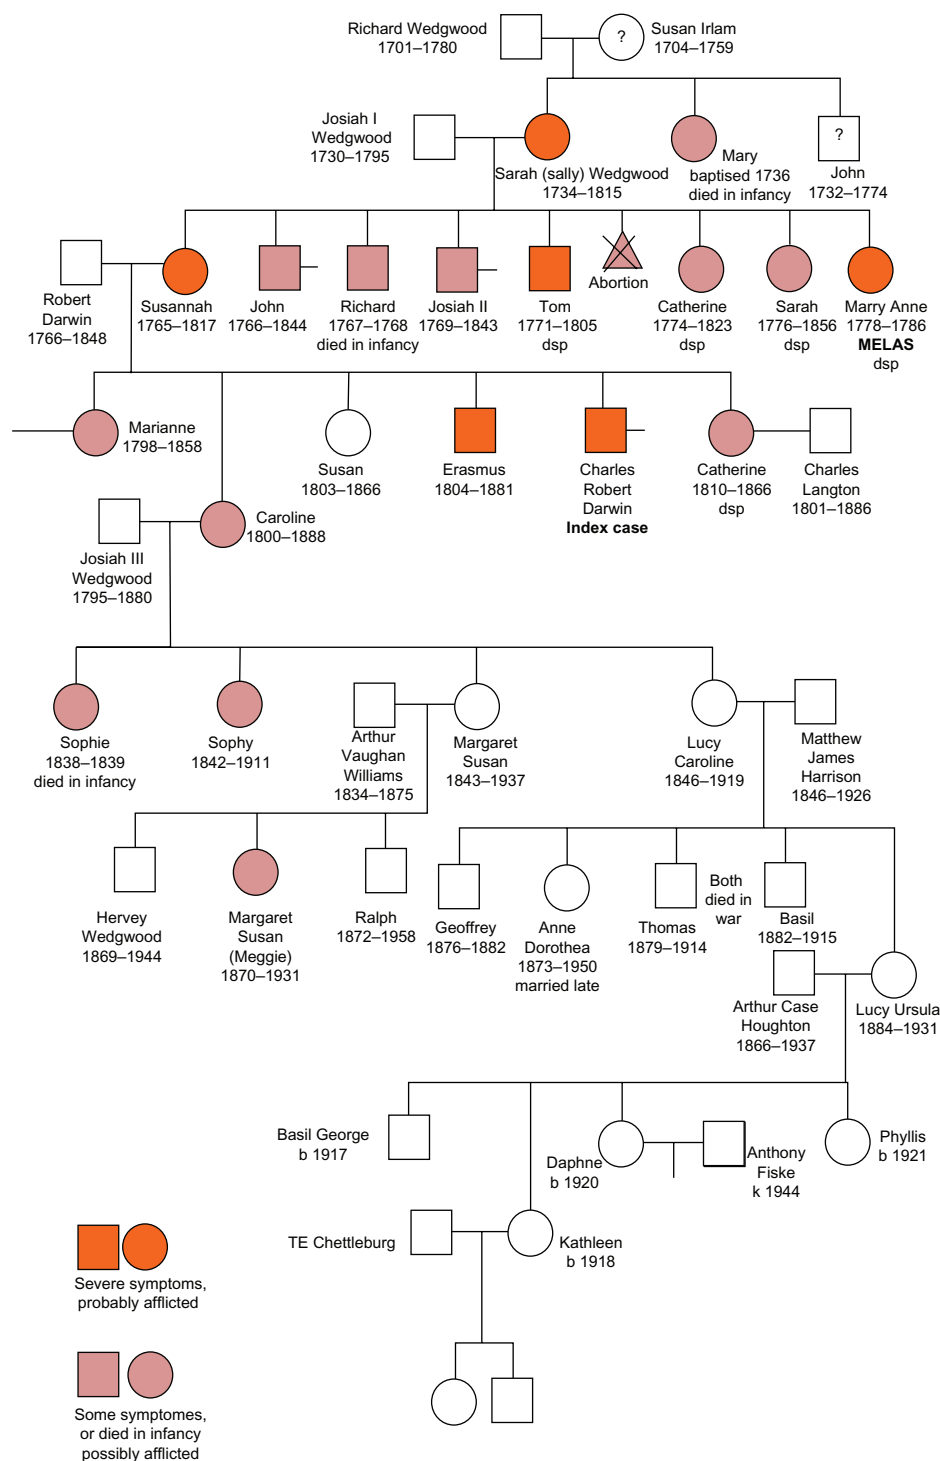 Richard Wedgwood
1701–1780
?
Susan Irlam
1704–1759
Josiah I
Wedgwood
1730–1795
Sarah (sally) Wedgwood
1734–1815
Mary
baptised 1736
died in infancy
?
John
1732–1774
Robert
Darwin
1766–1848
Susannah
1765–1817
John
1766–1844
Richard
1767–1768
died in infancy
Josiah II
1769–1843
Tom
1771–1805
dsp
Abortion
Catherine
1774–1823
dsp
Sarah
1776–1856
dsp
Marry Anne
1778–1786
MELAS
dsp
Marianne
1798–1858
Susan
1803–1866
Erasmus
1804–1881
Charles
Robert
Darwin
Index case
Catherine
1810–1866
dsp
Charles
Langton
1801–1886
Josiah III
Wedgwood
1795–1880
Caroline
1800–1888
Sophie
1838–1839
died in infancy
Sophy
1842–1911
Arthur
Vaughan
Williams
1834–1875
Margaret
Susan
1843–1937
Lucy
Caroline
1846–1919
Matthew
James
Harrison
1846–1926
Hervey
Wedgwood
1869–1944
Margaret
Susan
(Meggie)
1870–1931
Ralph
1872–1958
Geoffrey
1876–1882
Anne
Dorothea
1873–1950
married late
Thomas
1879–1914
Both
died in
war
Basil
1882–1915
Arthur Case
Houghton
1866–1937
Lucy Ursula
1884–1931
Basil George
b 1917
Daphne
b 1920
Anthony
Fiske
k 1944
Phyllis
b 1921
TE Chettleburg
Kathleen
b 1918
Severe symptoms,
probably afflicted
Some symptomes,
or died in infancy
possibly afflicted